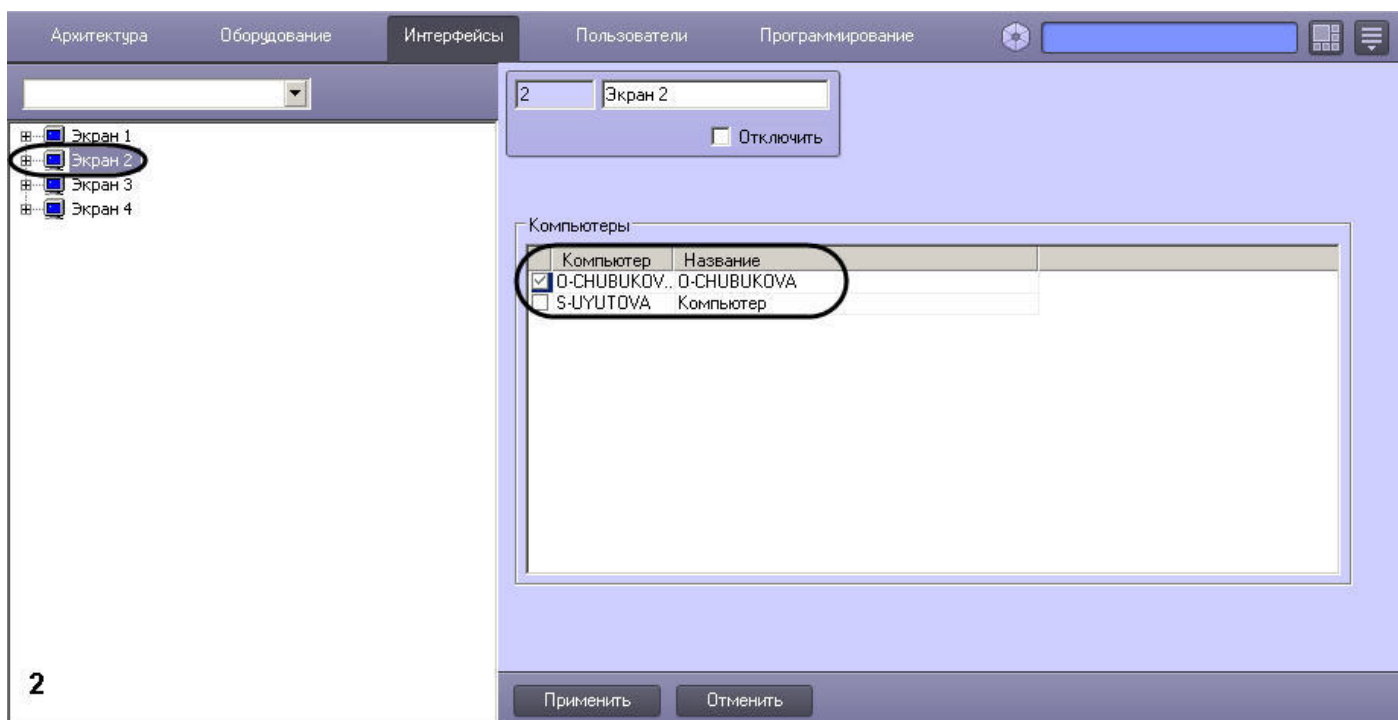 Архитектура Оборудование Интерфейсы Пользователи Программирование
2 Экран 2
Отключить
Экран 1
Экран 2
Экран 3
Экран 4
Компьютеры
Компьютер Название
O-CHUBUKOV... O-CHUBUKOVA
S-UYUTOVA Компьютер
2
Применить Отменить